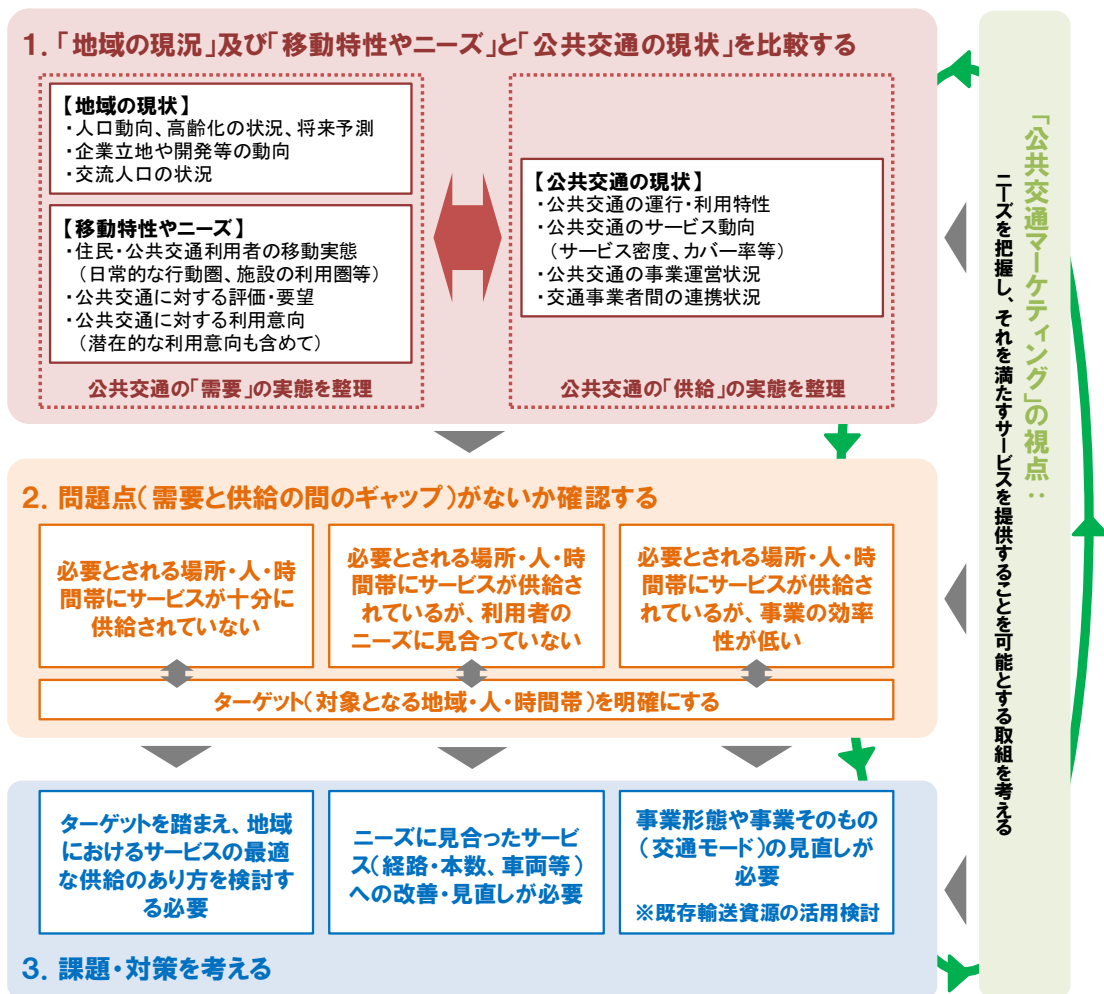 1．「地域の現況」及び「移動特性やニーズ」と「公共交通の現状」を比較する
【地域の現状】
・人口動向、高齢化の状況、将来予測
・企業立地や開発等の動向
・交流人口の状況
【移動特性やニーズ】
・住民・公共交通利用者の移動実態
（日常的な行動圏、施設の利用圏等）
・公共交通に対する評価・要望
・公共交通に対する利用意向
（潜在的な利用意向も含めて）
公共交通の「需要」の実態を整理
【公共交通の現状】
・公共交通の運行・利用特性
・公共交通のサービス動向
（サービス密度、カバー率等）
・公共交通の事業運営状況
・交通事業者間の連携状況
公共交通の「供給」の実態を整理
2．問題点（需要と供給の間のギャップ）がないか確認する
必要とされる場所・人・時
間帯にサービスが十分に
供給されていない
必要とされる場所・人・時
間帯にサービスが供給さ
れているが、利用者の
ニーズに見合っていない
必要とされる場所・人・時
間帯にサービスが供給さ
れているが、事業の効率
性が低い
ターゲット（対象となる地域・人・時間帯）を明確にする
ターゲットを踏まえ、地域
におけるサービスの最適
な供給のあり方を検討す
る必要
ニーズに見合ったサービ
ス（経路・本数、車両等）
への改善・見直しが必要
事業形態や事業そのもの
（交通モード）の見直しが
必要
※既存輸送資源の活用検討
3．課題・対策を考える
「公共交通マーケティング」の視点：
ニーズを把握し、それを満たすサービスを提供することを可能とする取組を考える